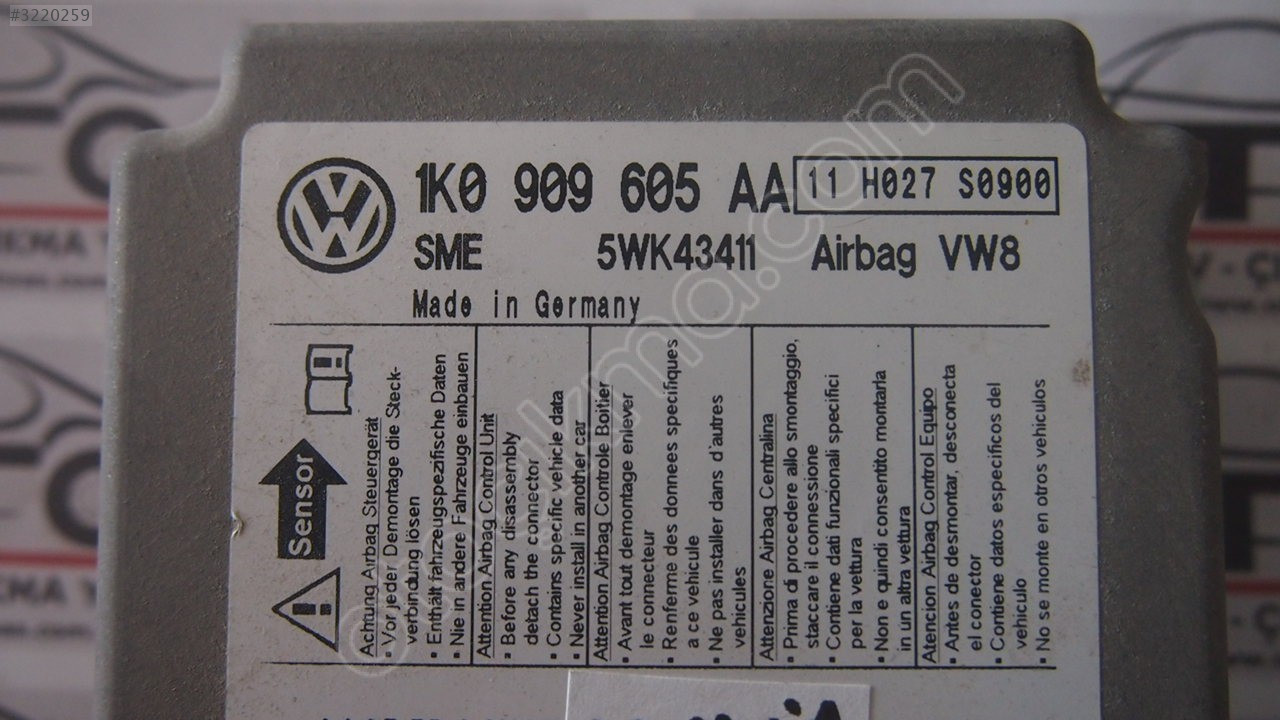 #3220259
1K0 909 605 AA 11 H027 S0900
SME 5WK43411 Airbag VW8
Made in Germany
Sensor
Achtung Airbag Steuergerät
• Vor jeder Demontage die Steck-
verbindung lösen
• Enthält fahrzeugspezifische Daten
• Nie in andere Fahrzeuge einbauen
Attention Airbag Control Unit
• Before any disassembly
detach the connector
• Contains specific vehicle data
• Never install in another car
Attention Airbag Controle Boitier
• Avant tout demontage enlever
le connecteur
• Renferme des donnees specifiques
a ce vehicule
• Ne pas installer dans d'autres
vehicules
Attenzione Airbag Centralina
• Prima di procedere allo smontaggio,
staccare il connessione
• Contiene dati funzionali specifici
per la vettura
• Non e quindi consentito montarla
in un altra vettura
Atencion Airbag Control Equipo
• Antes de desmontar, desconecta
el conector
• Contiene datos especificos del
vehiculo
• No se monte en otros vehiculos